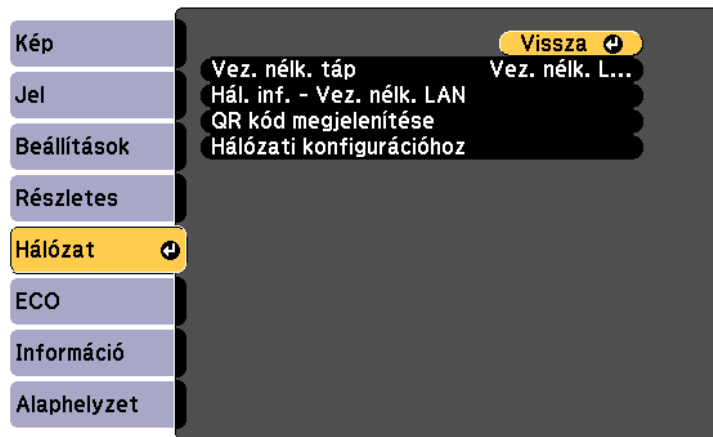 Kép
Jel
Beállítások
Részletes
Hálózat
ECO
Információ
Alaphelyzet
Vissza
Vez. nélk. táp Vez. nélk. L...
Hál. inf. - Vez. nélk. LAN
QR kód megjelenítése
Hálózati konfigurációhoz